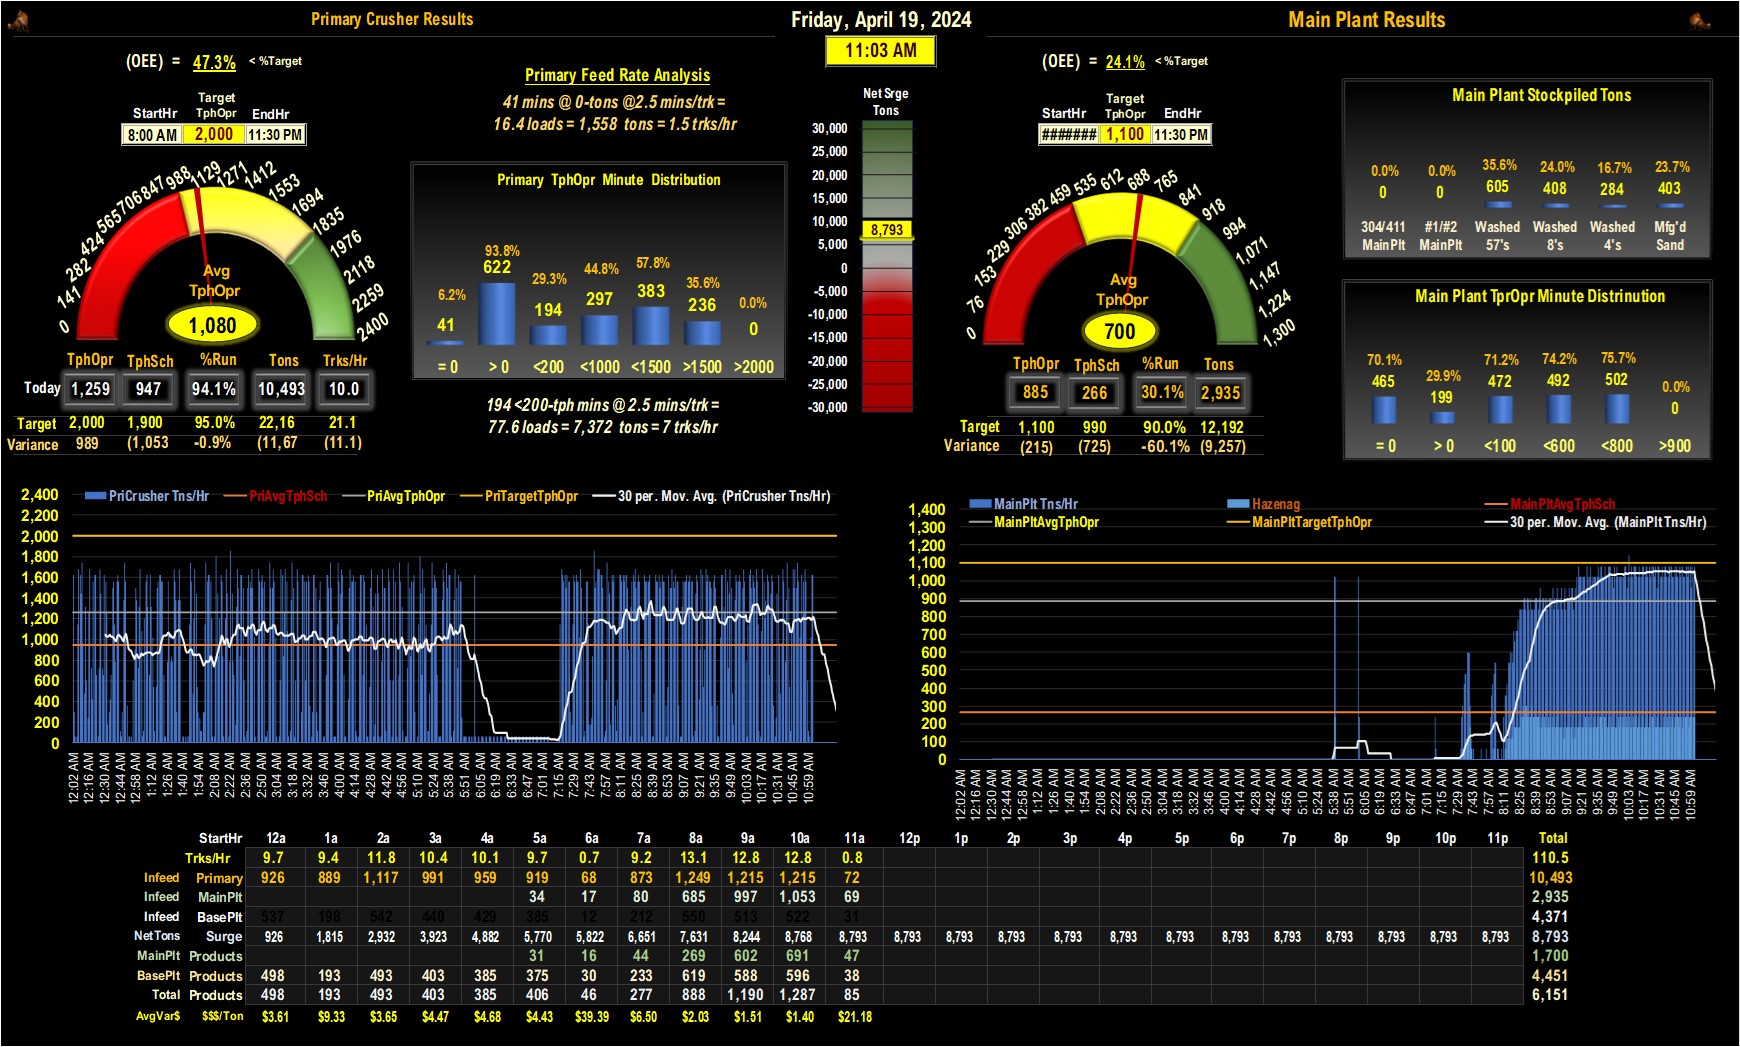 Primary Crusher Results
Friday, April 19, 2024
Main Plant Results
11:03 AM
(OEE) = 47.3% < %Target
StartHr Target TphOpr EndHr
8:00 AM 2,000 11:30 PM
Primary Feed Rate Analysis
41 mins @ 0-tons @2.5 mins/trk =
16.4 loads = 1,558 tons = 1.5 trks/hr
0 141 282 424 565 706 847 988 1129 1271 1412 1553 1694 1835 1976 2118 2259 2400
Avg
TphOpr
1,080
TphOpr TphSch %Run Tons Trks/Hr
Today 1,259 947 94.1% 10,493 10.0
Target 2,000 1,900 95.0% 22,16 21.1
Variance 989 (1,053 -0.9% (11,67 (11.1)
Primary TphOpr Minute Distribution
6.2% 93.8% 29.3% 44.8% 57.8% 35.6% 0.0%
41 622 194 297 383 236 0
= 0 > 0 <200 <1000 <1500 >1500 >2000
194 <200-tph mins @ 2.5 mins/trk =
77.6 loads = 7,372 tons = 7 trks/hr
Net Srge
Tons
30,000
25,000
20,000
15,000
10,000
8,793
5,000
0
-5,000
-10,000
-15,000
-20,000
-25,000
-30,000
(OEE) = 24.1% < %Target
StartHr Target TphOpr EndHr
####### 1,100 11:30 PM
0 76 153 229 306 382 459 535 612 688 765 841 918 994 1,071 1,147 1,224 1,300
Avg
TphOpr
700
TphOpr TphSch %Run Tons
885 266 30.1% 2,935
Target 1,100 990 90.0% 12,192
Variance (215) (725) -60.1% (9,257)
Main Plant Stockpiled Tons
0.0% 0.0% 35.6% 24.0% 16.7% 23.7%
0 0 605 408 284 403
304/411 #1/#2 Washed Washed Washed Mfg'd
MainPlt MainPlt 57's 8's 4's Sand
Main Plant TprOpr Minute Distrinution
70.1% 29.9% 71.2% 74.2% 75.7% 0.0%
465 199 472 492 502 0
= 0 > 0 <100 <600 <800 >900
PriCrusher Tns/Hr PriAvgTphSch PriAvgTphOpr PriTargetTphOpr 30 per. Mov. Avg. (PriCrusher Tns/Hr)
2,400
2,200
2,000
1,800
1,600
1,400
1,200
1,000
800
600
400
200
0
12:02 AM 12:16 AM 12:30 AM 12:44 AM 12:58 AM 1:12 AM 1:26 AM 1:40 AM 1:54 AM 2:08 AM 2:22 AM 2:36 AM 2:50 AM 3:04 AM 3:18 AM 3:32 AM 3:46 AM 4:00 AM 4:14 AM 4:28 AM 4:42 AM 4:56 AM 5:10 AM 5:24 AM 5:38 AM 5:51 AM 6:05 AM 6:19 AM 6:33 AM 6:47 AM 7:01 AM 7:15 AM 7:29 AM 7:43 AM 7:57 AM 8:11 AM 8:25 AM 8:39 AM 8:53 AM 9:07 AM 9:21 AM 9:35 AM 9:49 AM 10:03 AM 10:17 AM 10:31 AM 10:45 AM 10:59 AM
MainPlt Tns/Hr Hazenag MainPltAvgTphSch
MainPltAvgTphOpr MainPltTargetTphOpr 30 per. Mov. Avg. (MainPlt Tns/Hr)
1,400
1,300
1,200
1,100
1,000
900
800
700
600
500
400
300
200
100
0
12:02 AM 12:16 AM 12:30 AM 12:44 AM 12:58 AM 1:12 AM 1:26 AM 1:40 AM 1:54 AM 2:08 AM 2:22 AM 2:36 AM 2:50 AM 3:04 AM 3:18 AM 3:32 AM 3:46 AM 4:00 AM 4:14 AM 4:28 AM 4:42 AM 4:56 AM 5:10 AM 5:24 AM 5:38 AM 5:51 AM 6:05 AM 6:19 AM 6:33 AM 6:47 AM 7:01 AM 7:15 AM 7:29 AM 7:43 AM 7:57 AM 8:11 AM 8:25 AM 8:39 AM 8:53 AM 9:07 AM 9:21 AM 9:35 AM 9:49 AM 10:03 AM 10:17 AM 10:31 AM 10:45 AM 10:59 AM
StartHr 12a 1a 2a 3a 4a 5a 6a 7a 8a 9a 10a 11a 12p 1p 2p 3p 4p 5p 6p 7p 8p 9p 10p 11p Total
Trks/Hr 9.7 9.4 11.8 10.4 10.1 9.7 0.7 9.2 13.1 12.8 12.8 0.8 110.5
Infeed Primary 926 889 1,117 991 959 919 68 873 1,249 1,215 1,215 72 10,493
Infeed MainPlt 34 17 80 685 997 1,053 69 2,935
Infeed BasePlt 537 198 542 440 429 385 12 212 550 513 522 31 4,371
NetTons Surge 926 1,815 2,932 3,923 4,882 5,770 5,822 6,651 7,631 8,244 8,768 8,793 8,793 8,793 8,793 8,793 8,793 8,793 8,793 8,793 8,793 8,793 8,793 8,793 8,793
MainPlt Products 31 16 44 269 602 691 47 1,700
BasePlt Products 498 193 493 403 385 375 30 233 619 588 596 38 4,451
Total Products 498 193 493 403 385 406 46 277 888 1,190 1,287 85 6,151
AvgVar$ $$$/Ton $3.61 $9.33 $3.65 $4.47 $4.68 $4.43 $39.39 $6.50 $2.03 $1.51 $1.40 $21.18